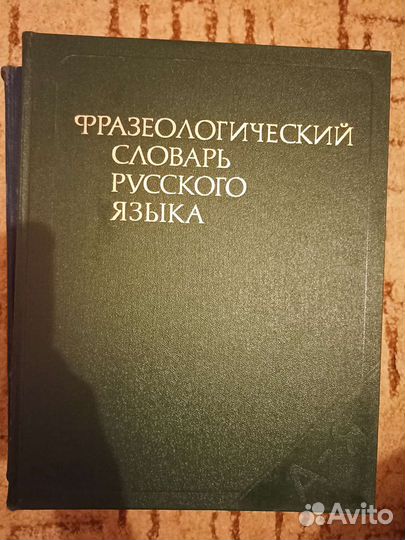 ФРАЗЕОЛОГИЧЕСКИЙ
СЛОВАРЬ
РУССКОГО
ЯЗЫКА
А-Я
Avito